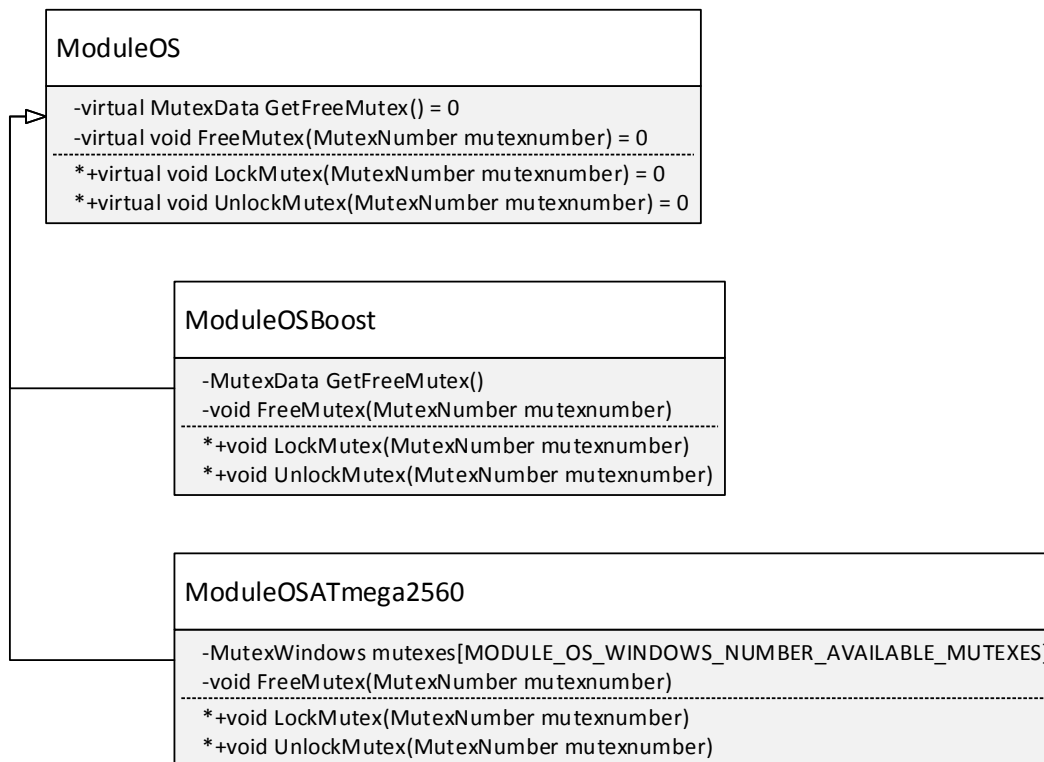 ModuleOS
-virtual MutexData GetFreeMutex() = 0
-virtual void FreeMutex(MutexNumber mutexnumber) = 0
*+virtual void LockMutex(MutexNumber mutexnumber) = 0
*+virtual void UnlockMutex(MutexNumber mutexnumber) = 0
ModuleOSBoost
-MutexData GetFreeMutex()
-void FreeMutex(MutexNumber mutexnumber)
*+void LockMutex(MutexNumber mutexnumber)
*+void UnlockMutex(MutexNumber mutexnumber)
ModuleOSATmega2560
-MutexWindows mutexes[MODULE_OS_WINDOWS_NUMBER_AVAILABLE_MUTEXES]
-void FreeMutex(MutexNumber mutexnumber)
*+void LockMutex(MutexNumber mutexnumber)
*+void UnlockMutex(MutexNumber mutexnumber)